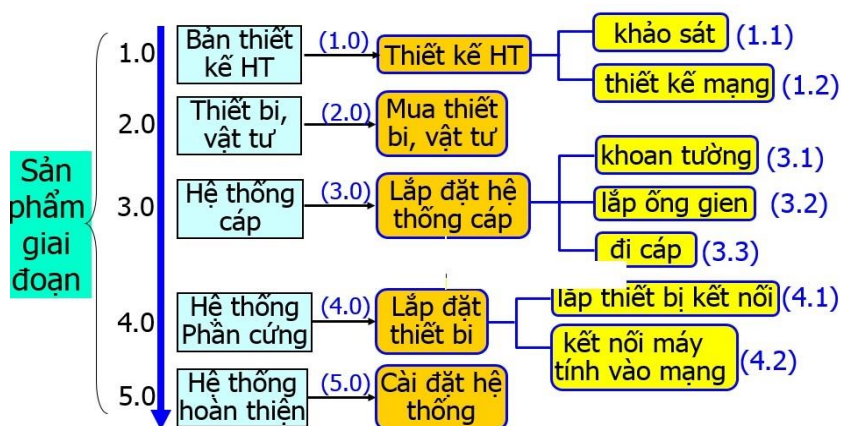 Sản
phẩm
giai
đoạn
1.0
Bản thiết
kế HT
(1.0)
Thiết kế HT
khảo sát
(1.1)
thiết kế mạng
(1.2)
2.0
Thiết bi,
vật tư
(2.0)
Mua thiết
bi, vật tư
3.0
Hệ thống
cáp
(3.0)
Lắp đặt hệ
thống cáp
khoan tường
(3.1)
lắp ống gien
(3.2)
đi cáp
(3.3)
4.0
Hệ thống
Phần cứng
(4.0)
Lắp đặt
thiết bi
lắp thiết bị kết nối
(4.1)
kết nối máy
tính vào mạng
(4.2)
5.0
Hệ thống
hoàn thiện
(5.0)
Cài đặt hệ
thống